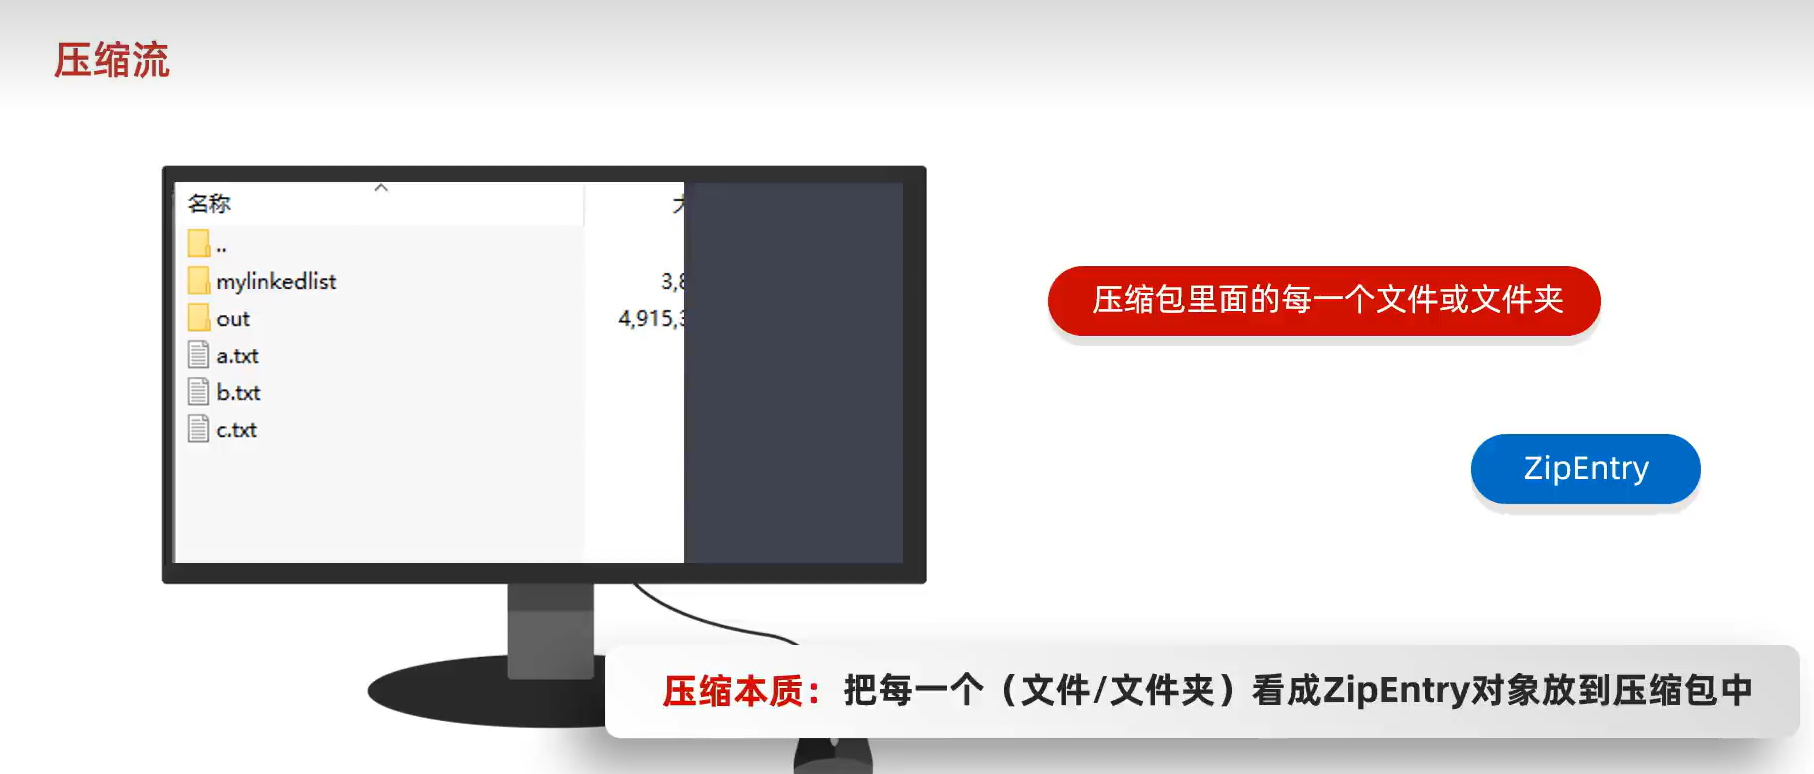 压缩流
名称
..
mylinkedlist 3,8
out 4,915,3
a.txt
b.txt
c.txt
压缩包里面的每一个文件或文件夹
ZipEntry
压缩本质：把每一个（文件/文件夹）看成ZipEntry对象放到压缩包中